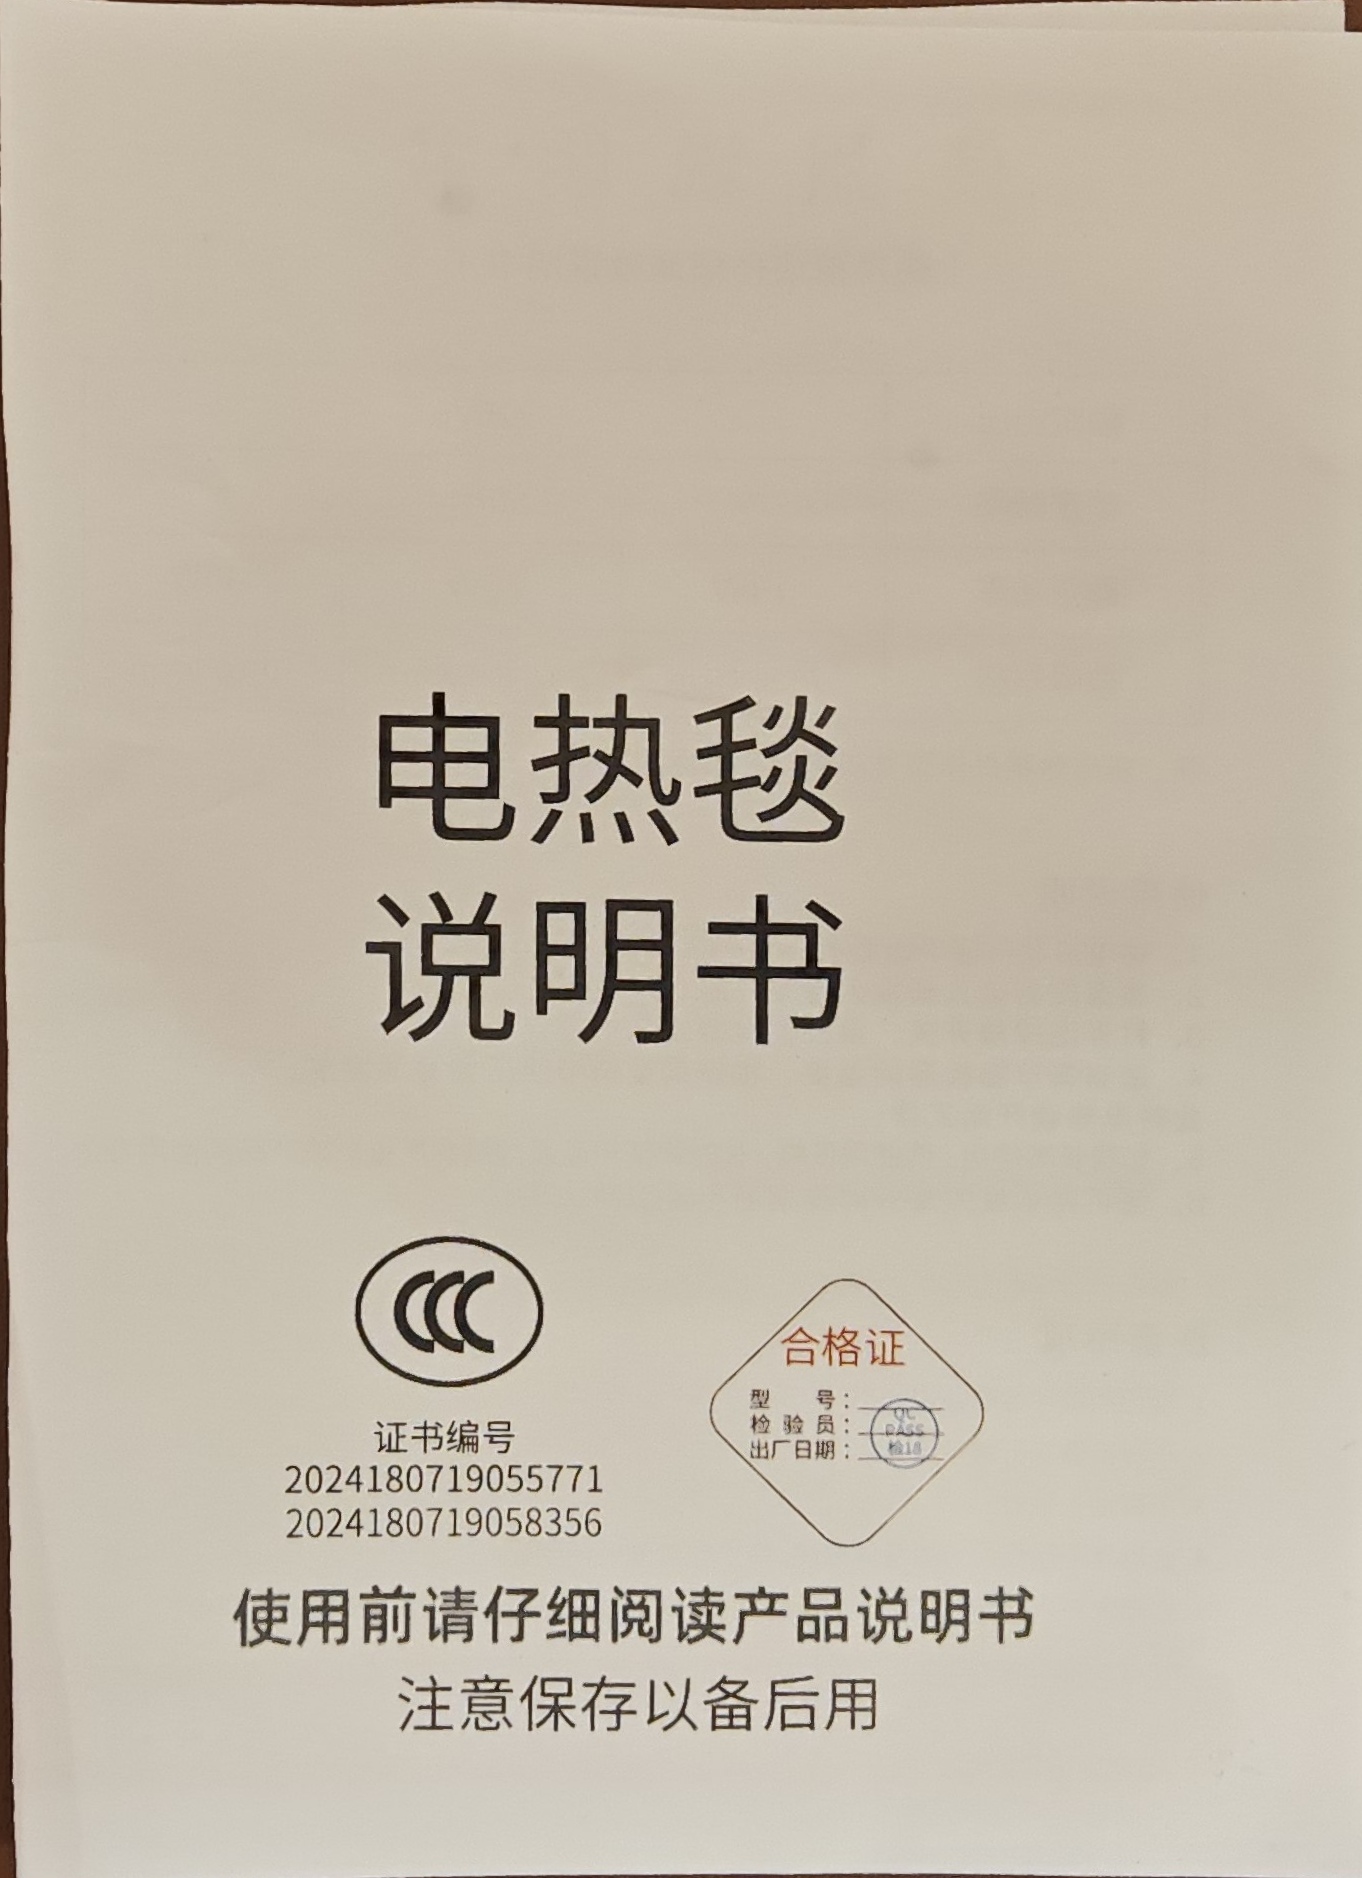 电热毯
说明书
CCC
证书编号
2024180719055771
2024180719058356
合格证
型 号：
检 验 员：
出厂日期：
QC
PASS
检18
使用前请仔细阅读产品说明书
注意保存以备后用